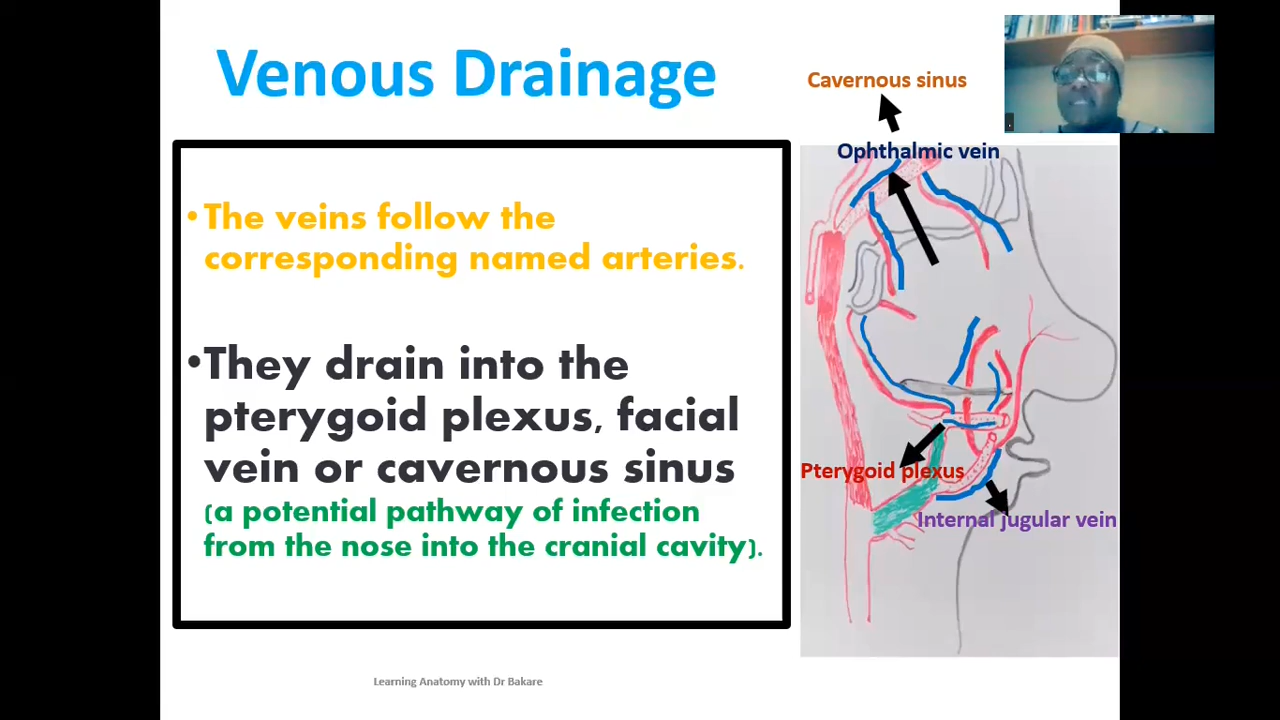 Venous Drainage
•The veins follow the
corresponding named arteries.
•They drain into the
pterygoid plexus, facial
vein or cavernous sinus
(a potential pathway of infection
from the nose into the cranial cavity).
Cavernous sinus
Ophthalmic vein
Pterygoid plexus
Internal jugular vein
Learning Anatomy with Dr Bakare